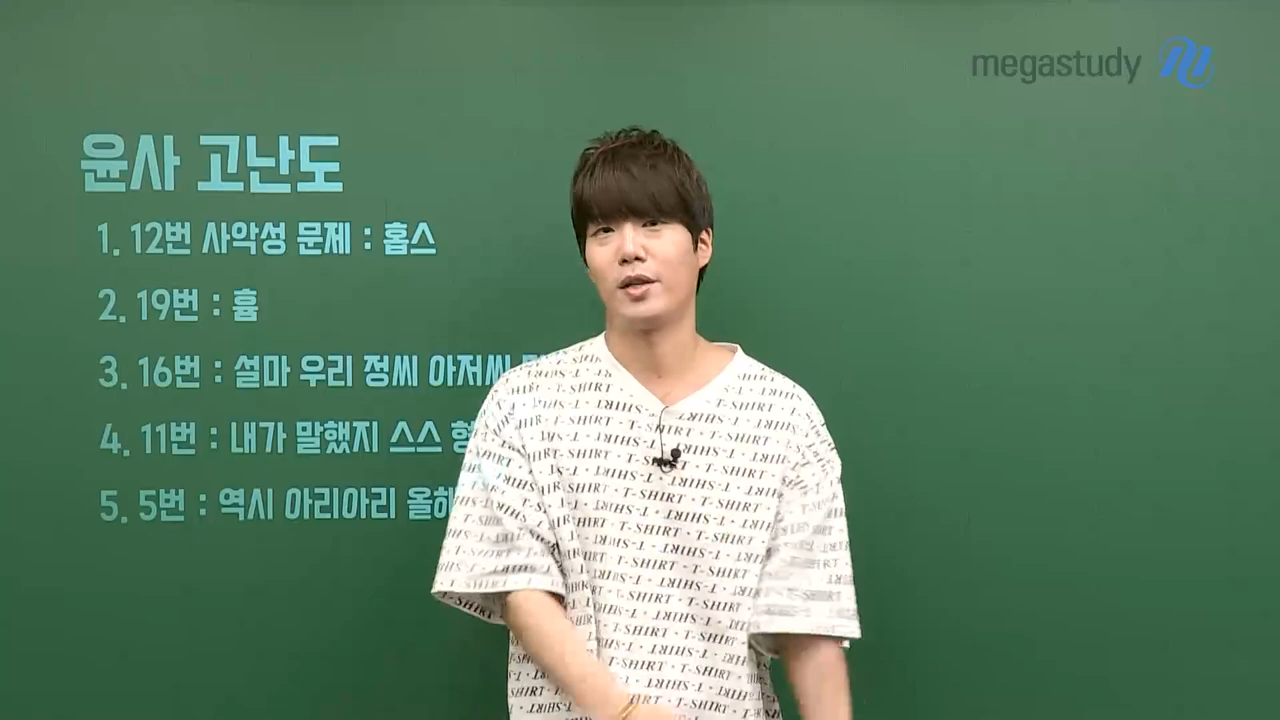 megastudy
윤사 고난도
1. 12번 사악성 문제 : 홉스
2. 19번 : 흄
3. 16번 : 설마 우리 정씨 아저씨
4. 11번 : 내가 말했지 스스
5. 5번 : 역시 아리아리 올해
T-SHIRT · T-SHIRT · T-SHIRT